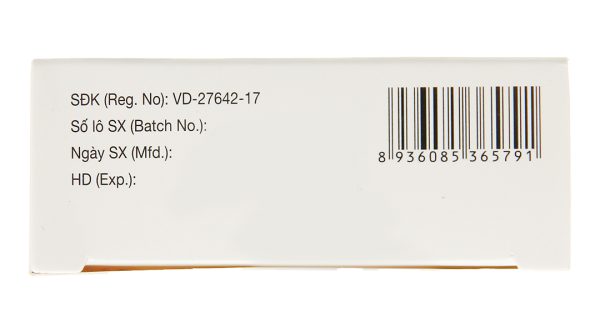 SĐK (Reg. No): VD-27642-17
Số lô SX (Batch No.):
Ngày SX (Mfd.):
HD (Exp.):
8 936085 365791